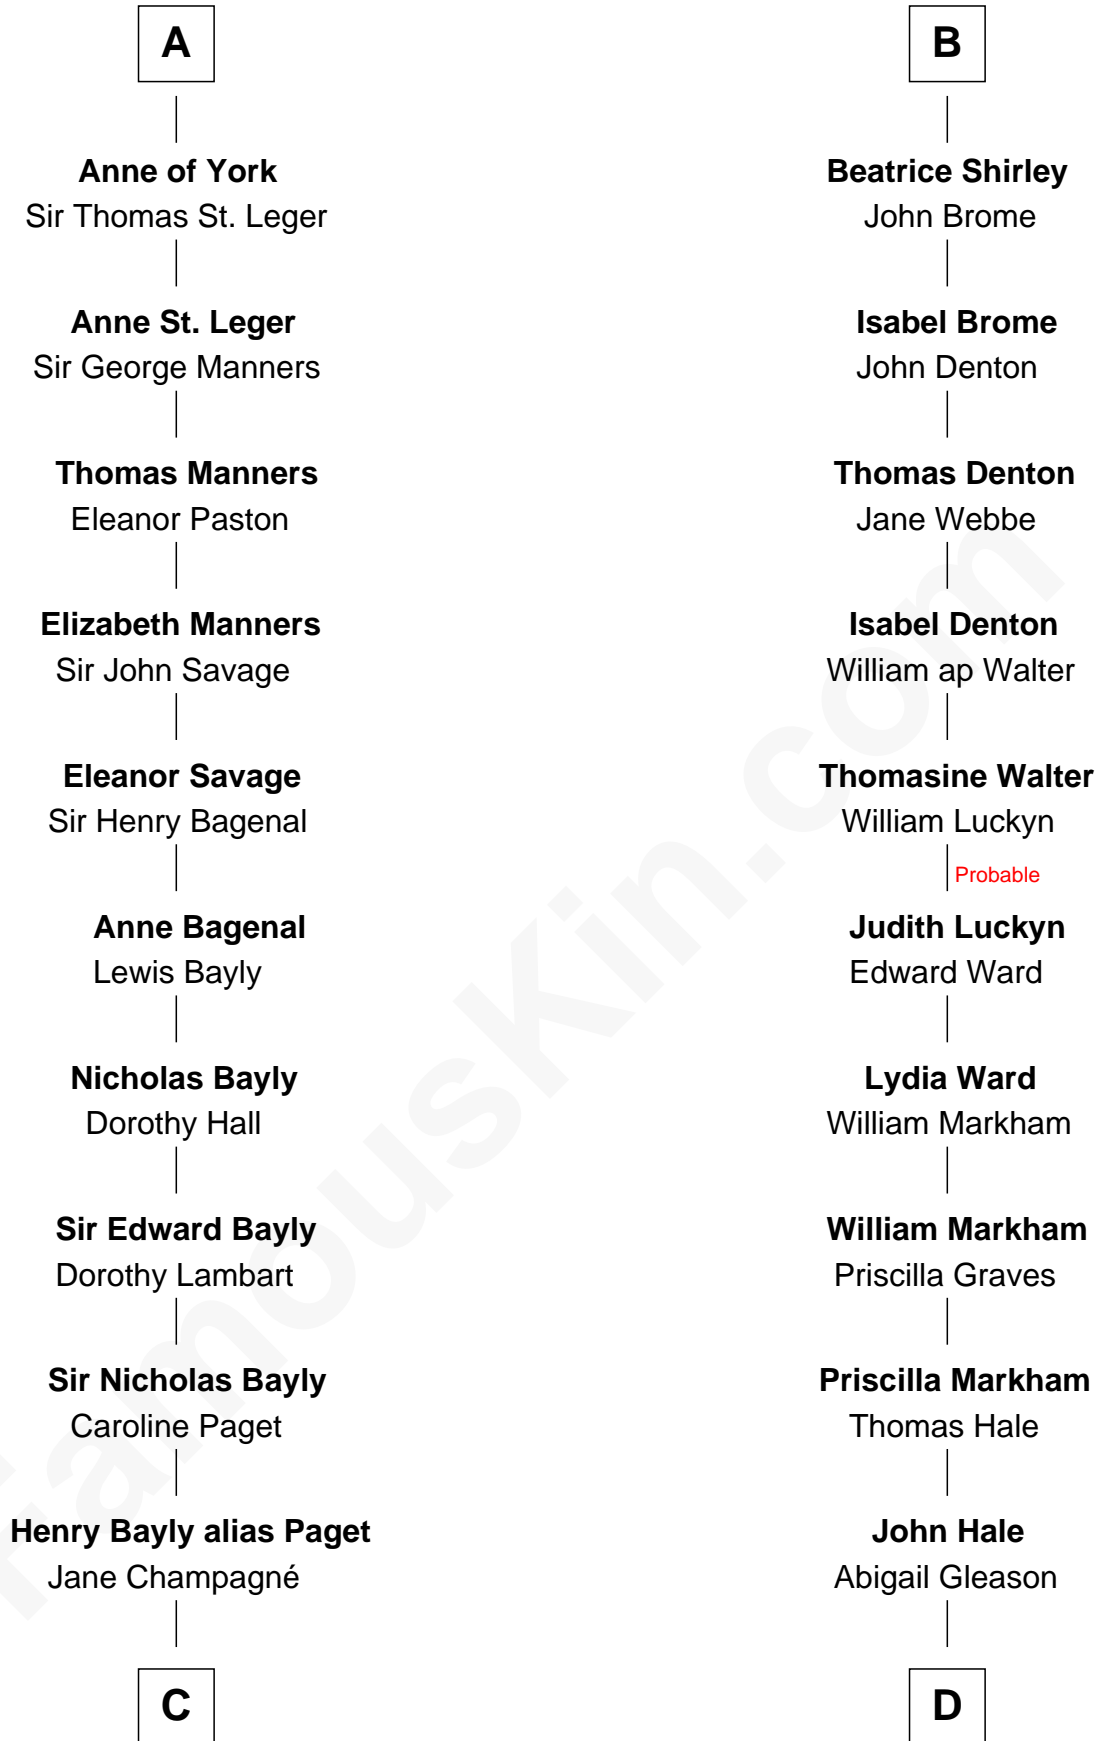 A
Anne of York
Sir Thomas St. Leger
Anne St. Leger
Sir George Manners
Thomas Manners
Eleanor Paston
Elizabeth Manners
Sir John Savage
Eleanor Savage
Sir Henry Bagenal
Anne Bagenal
Lewis Bayly
Nicholas Bayly
Dorothy Hall
Sir Edward Bayly
Dorothy Lambart
Sir Nicholas Bayly
Caroline Paget
Henry Bayly alias Paget
Jane Champagné
C
B
Beatrice Shirley
John Brome
Isabel Brome
John Denton
Thomas Denton
Jane Webbe
Isabel Denton
William ap Walter
Thomasine Walter
William Luckyn
Probable
Judith Luckyn
Edward Ward
Lydia Ward
William Markham
William Markham
Priscilla Graves
Priscilla Markham
Thomas Hale
John Hale
Abigail Gleason
D
FamousKin.com